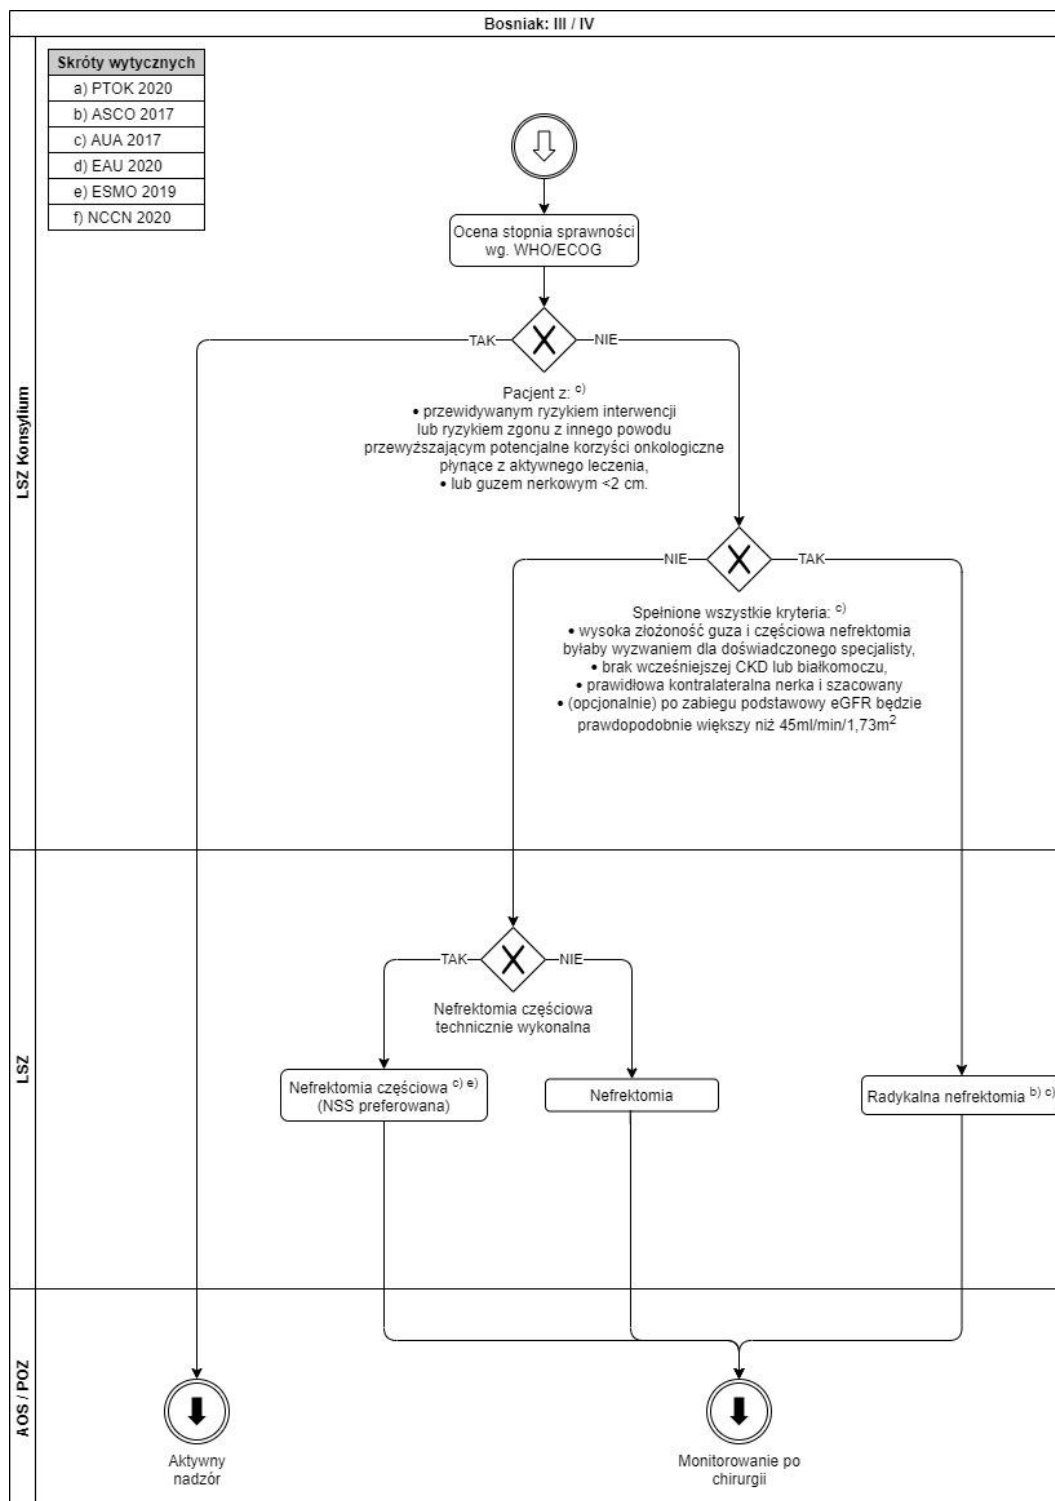 Bosniak: III / IV
Skróty wytycznych
a) PTOK 2020
b) ASCO 2017
c) AUA 2017
d) EAU 2020
e) ESMO 2019
f) NCCN 2020
LSZ Konsylium
Ocena stopnia sprawności
wg. WHO/ECOG
TAK
NIE
Pacjent z: c)
• przewidywanym ryzykiem interwencji
lub ryzykiem zgonu z innego powodu
przewyższającym potencjalne korzyści onkologiczne
płynące z aktywnego leczenia,
• lub guzem nerkowym <2 cm.
NIE
TAK
Spełnione wszystkie kryteria: c)
• wysoka złożoność guza i częściowa nefrektomia
byłaby wyzwaniem dla doświadczonego specjalisty,
• brak wcześniejszej CKD lub białkomoczu,
• prawidłowa kontralateralna nerka i szacowany
• (opcjonalnie) po zabiegu podstawowy eGFR będzie
prawdopodobnie większy niż 45ml/min/1,73m2
LSZ
TAK
NIE
Nefrektomia częściowa
technicznie wykonalna
Nefrektomia częściowa c) e)
(NSS preferowana)
Nefrektomia
Radykalna nefrektomia b) c)
AOS / POZ
Aktywny
nadzór
Monitorowanie po
chirurgii